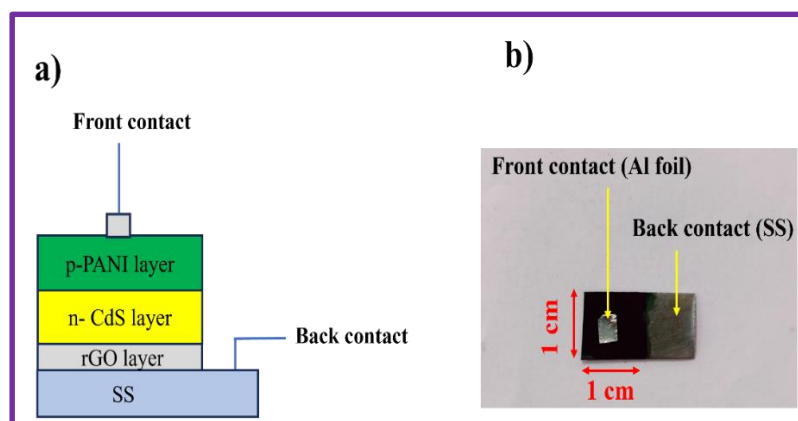 a)
Front contact
p-PANI layer
n- CdS layer
rGO layer
SS
Back contact
b)
Front contact (Al foil)
Back contact (SS)
1 cm
1 cm